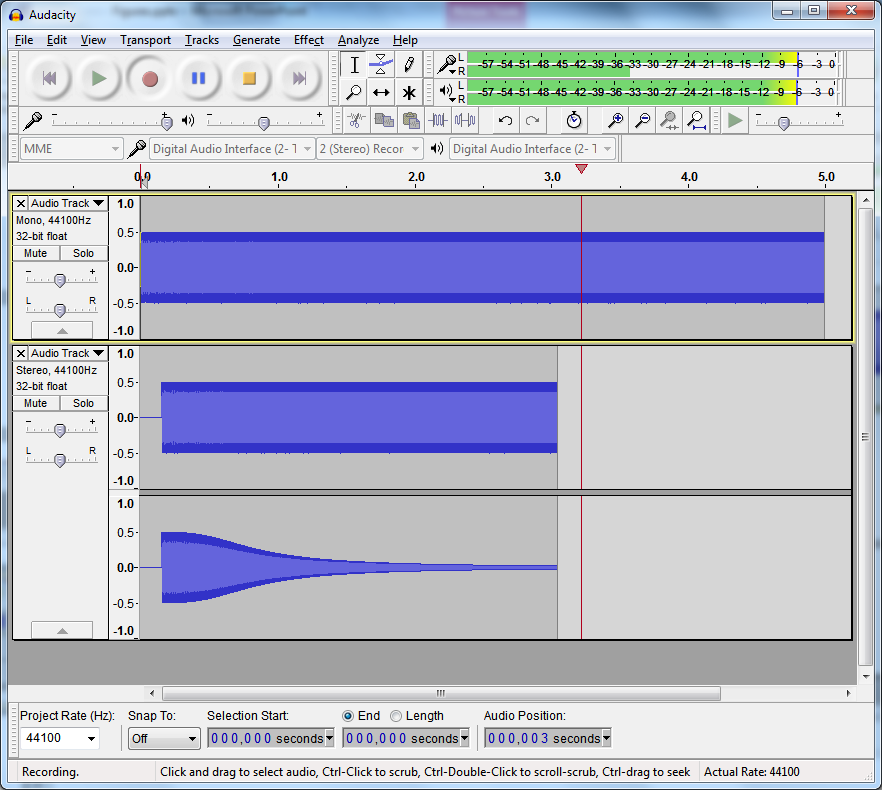 Audacity
File Edit View Transport Tracks Generate Effect Analyze Help
L -57 -54 -51 -48 -45 -42 -39 -36 -33 -30 -27 -24 -21 -18 -15 -12 -9 -6 -3 0
R
L -57 -54 -51 -48 -45 -42 -39 -36 -33 -30 -27 -24 -21 -18 -15 -12 -9 -6 -3 0
R
- + - + - +
MME Digital Audio Interface (2- T 2 (Stereo) Recor Digital Audio Interface (2- T
0.0 1.0 2.0 3.0 4.0 5.0
Audio Track 1.0
Mono, 44100Hz
32-bit float 0.5
Mute Solo
- + 0.0
L R -0.5
-1.0
Audio Track 1.0
Stereo, 44100Hz
32-bit float 0.5
Mute Solo
- + 0.0
L R -0.5
-1.0
1.0
0.5
0.0
-0.5
-1.0
Project Rate (Hz): Snap To: Selection Start: End Length Audio Position:
44100 Off 000,000 seconds 000,000 seconds 000,003 seconds
Recording. Click and drag to select audio, Ctrl-Click to scrub, Ctrl-Double-Click to scroll-scrub, Ctrl-drag to seek Actual Rate: 44100